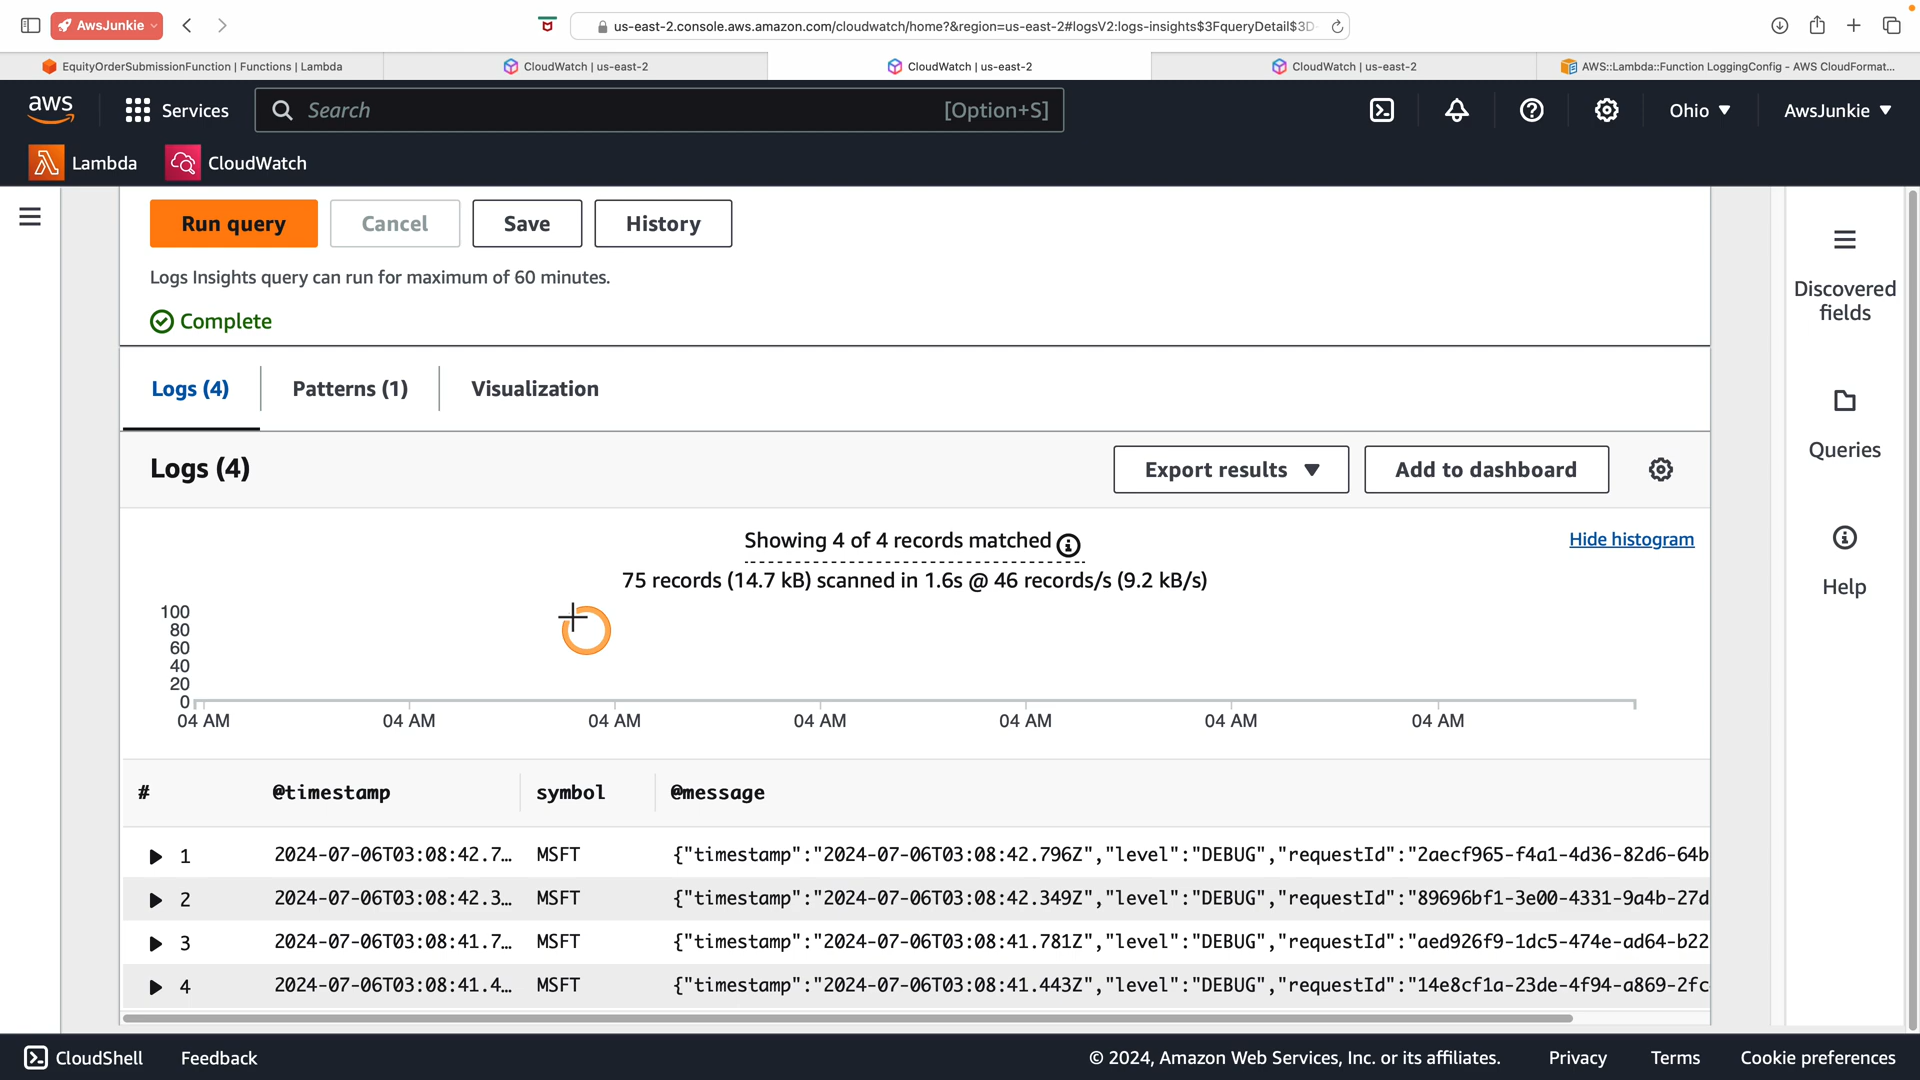 AwsJunkie
us-east-2.console.aws.amazon.com/cloudwatch/home?&region=us-east-2#logsV2:logs-insights$3FqueryDetail$3D
EquityOrderSubmissionFunction | Functions | Lambda
CloudWatch | us-east-2
CloudWatch | us-east-2
CloudWatch | us-east-2
AWS::Lambda::Function LoggingConfig - AWS CloudFormat...
aws
Services
Search
[Option+S]
Ohio
AwsJunkie
Lambda
CloudWatch
Run query
Cancel
Save
History
Logs Insights query can run for maximum of 60 minutes.
Complete
Logs (4)
Patterns (1)
Visualization
Logs (4)
Export results
Add to dashboard
Showing 4 of 4 records matched
Hide histogram
75 records (14.7 kB) scanned in 1.6s @ 46 records/s (9.2 kB/s)
100
80
60
40
20
0
04 AM 04 AM 04 AM 04 AM 04 AM 04 AM 04 AM
# @timestamp symbol @message
1 2024-07-06T03:08:42.7... MSFT {"timestamp":"2024-07-06T03:08:42.796Z","level":"DEBUG","requestId":"2aecf965-f4a1-4d36-82d6-64b
2 2024-07-06T03:08:42.3... MSFT {"timestamp":"2024-07-06T03:08:42.349Z","level":"DEBUG","requestId":"89696bf1-3e00-4331-9a4b-27d
3 2024-07-06T03:08:41.7... MSFT {"timestamp":"2024-07-06T03:08:41.781Z","level":"DEBUG","requestId":"aed926f9-1dc5-474e-ad64-b22
4 2024-07-06T03:08:41.4... MSFT {"timestamp":"2024-07-06T03:08:41.443Z","level":"DEBUG","requestId":"14e8cf1a-23de-4f94-a869-2fc
Discovered
fields
Queries
Help
CloudShell
Feedback
© 2024, Amazon Web Services, Inc. or its affiliates.
Privacy
Terms
Cookie preferences